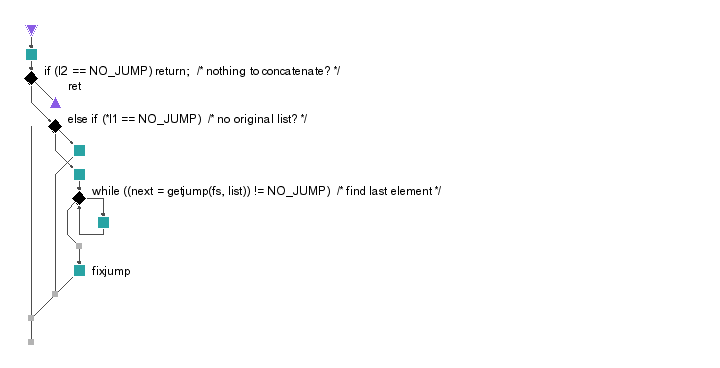 if (l2 == NO_JUMP) return;  /* nothing to concatenate? */
ret
else if (*l1 == NO_JUMP)  /* no original list? */
while ((next = getjump(fs, list)) != NO_JUMP)  /* find last element */
fixjump